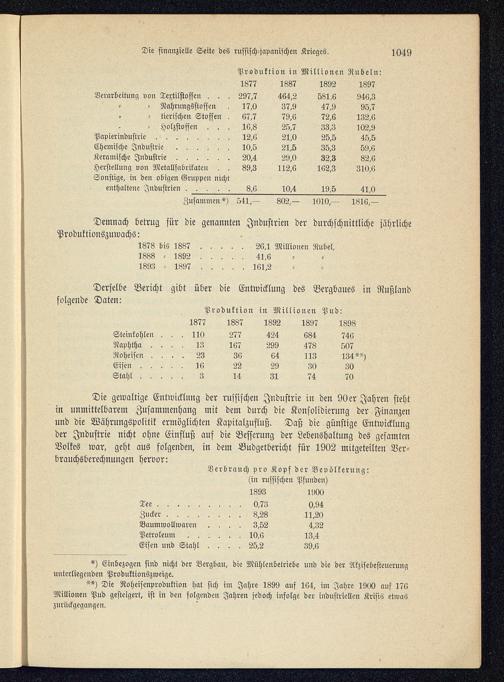 Die finanzielle Seite des russisch-japanischen Krieges. 1049
Produktion in Millionen Rubeln:
1877 1887 1892 1897
Verarbeitung von Textilstoffen . . . 297,7 464,2 581,6 946,3
" " Nahrungsstoffen . 17,0 37,9 47,9 95,7
" " tierischen Stoffen . 67,7 79,6 72,6 132,6
" " Holzstoffen . . . 16,8 25,7 33,3 102,9
Papierindustrie . . . . . . . . 12,6 21,0 25,5 45,5
Chemische Industrie . . . . . . 10,5 21,5 35,3 59,6
Keramische Industrie . . . . . . 20,4 29,0 32,3 82,6
Herstellung von Metallfabrikaten . . 89,3 112,6 162,3 310,6
Sonstige, in den obigen Gruppen nicht
enthaltene Industrien . . . . . 8,6 10,4 19,5 41,0
Zusammen*) 541,— 802,— 1010,— 1816,—
Demnach betrug für die genannten Industrien der durchschnittliche jährliche
Produktionszuwachs:
1878 bis 1887 . . . . . 26,1 Millionen Rubel,
1888 " 1892 . . . . . 41,6 " "
1893 " 1897 . . . . . 161,2 " "
Derselbe Bericht gibt über die Entwicklung des Bergbaues in Rußland
folgende Daten:
Produktion in Millionen Pud:
1877 1887 1892 1897 1898
Steinkohlen . . . 110 277 424 684 746
Naphtha . . . . 13 167 299 478 507
Roheisen . . . . 23 36 64 113 134**)
Eisen . . . . . 16 22 29 30 30
Stahl . . . . . 3 14 31 74 70
Die gewaltige Entwicklung der russischen Industrie in den 90er Jahren steht
in unmittelbarem Zusammenhang mit dem durch die Konsolidierung der Finanzen
und die Währungspolitik ermöglichten Kapitalzufluß. Daß die günstige Entwicklung
der Industrie nicht ohne Einfluß auf die Besserung der Lebenshaltung des gesamten
Volkes war, geht aus folgenden, in dem Budgetbericht für 1902 mitgeteilten Ver-
brauchsberechnungen hervor:
Verbrauch pro Kopf der Bevölkerung:
(in russischen Pfunden)
1893 1900
Tee . . . . . . . . . 0,73 0,94
Zucker . . . . . . . . 8,28 11,20
Baumwollwaren . . . . 3,52 4,32
Petroleum . . . . . 10,6 13,4
Eisen und Stahl . . . . 25,2 39,6
*) Einbezogen sind nicht der Bergbau, die Mühlenbetriebe und die der Akzisebesteuerung
unterliegenden Produktionszweige.
**) Die Roheisenproduktion hat sich im Jahre 1899 auf 164, im Jahre 1900 auf 176
Millionen Pud gesteigert, ist in den folgenden Jahren jedoch infolge der industriellen Krisis etwas
zurückgegangen.